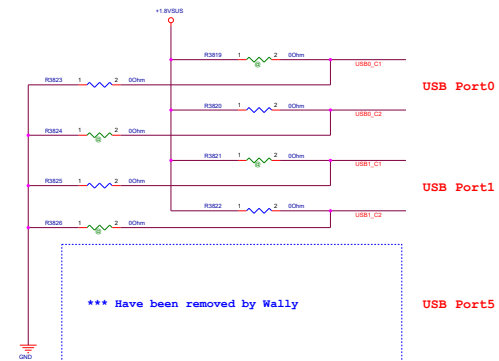 +1.8VSUS
R3819 1 2 0Ohm
USB0_C1
R3823 1 2 0Ohm
USB Port0
R3820 1 2 0Ohm
USB0_C2
R3824 1 2 0Ohm
@
R3821 1 2 0Ohm
@
USB1_C1
R3825 1 2 0Ohm
USB Port1
R3822 1 2 0Ohm
USB1_C2
R3826 1 2 0Ohm
@
*** Have been removed by Wally
USB Port5
GND